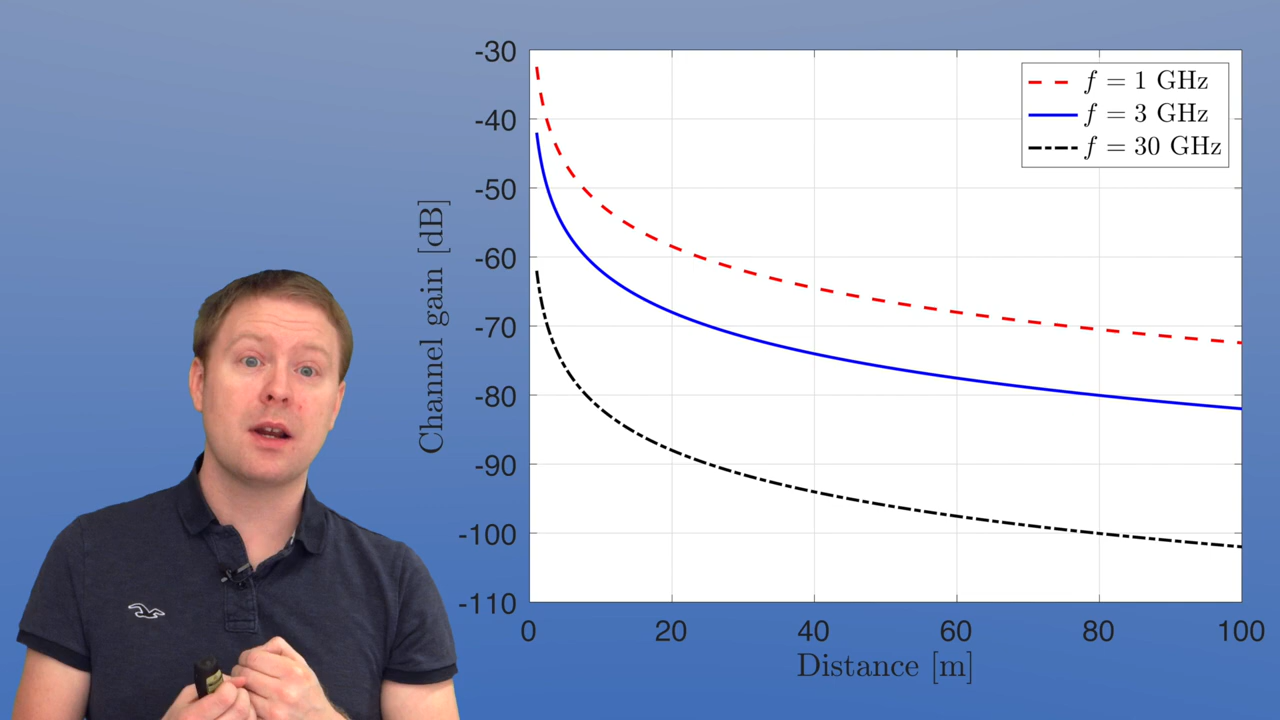 -30
-40
-50
-60
-70
-80
-90
-100
-110
Channel gain [dB]
f = 1 GHz
f = 3 GHz
f = 30 GHz
0 20 40 60 80 100
Distance [m]